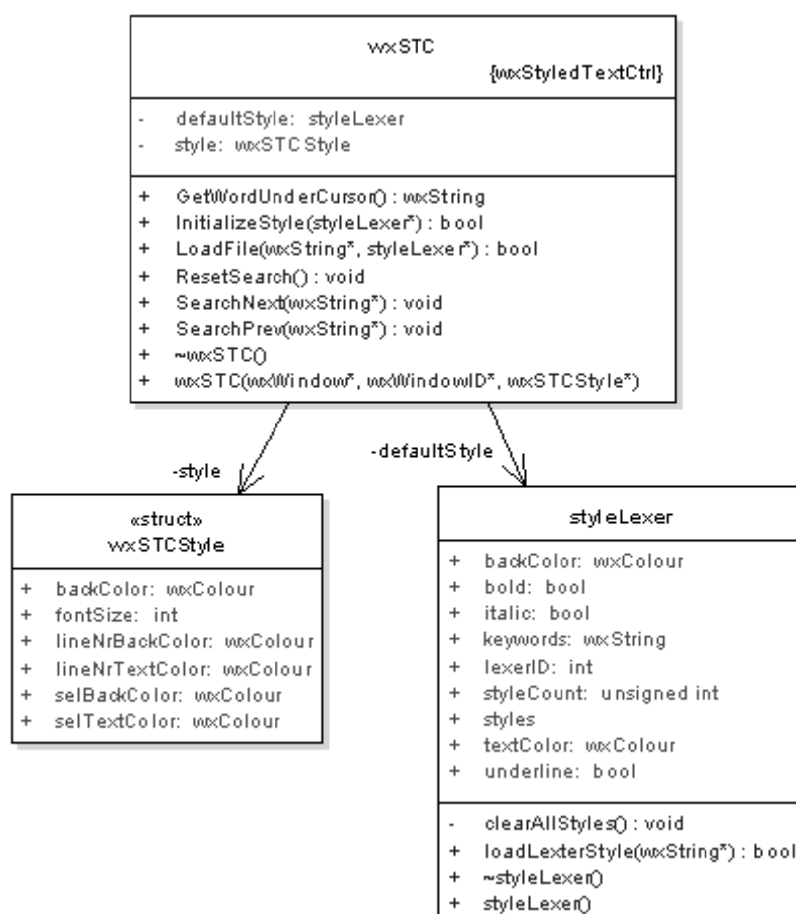 wxSTC
{wxStyledTextCtrl}
- defaultStyle: styleLexer
- style: wxSTCStyle
+ GetWordUnderCursor() : wxString
+ InitializeStyle(styleLexer*) : bool
+ LoadFile(wxString*, styleLexer*) : bool
+ ResetSearch() : void
+ SearchNext(wxString*) : void
+ SearchPrev(wxString*) : void
+ ~wxSTC()
+ wxSTC(wxWindow*, wxWindowID*, wxSTCStyle*)
-style
-defaultStyle
«struct»
wxSTCStyle
+ backColor: wxColour
+ fontSize: int
+ lineNrBackColor: wxColour
+ lineNrTextColor: wxColour
+ selBackColor: wxColour
+ selTextColor: wxColour
styleLexer
+ backColor: wxColour
+ bold: bool
+ italic: bool
+ keywords: wxString
+ lexerID: int
+ styleCount: unsigned int
+ styles
+ textColor: wxColour
+ underline: bool
- clearAllStyles() : void
+ loadLexterStyle(wxString*) : bool
+ ~styleLexer()
+ styleLexer()